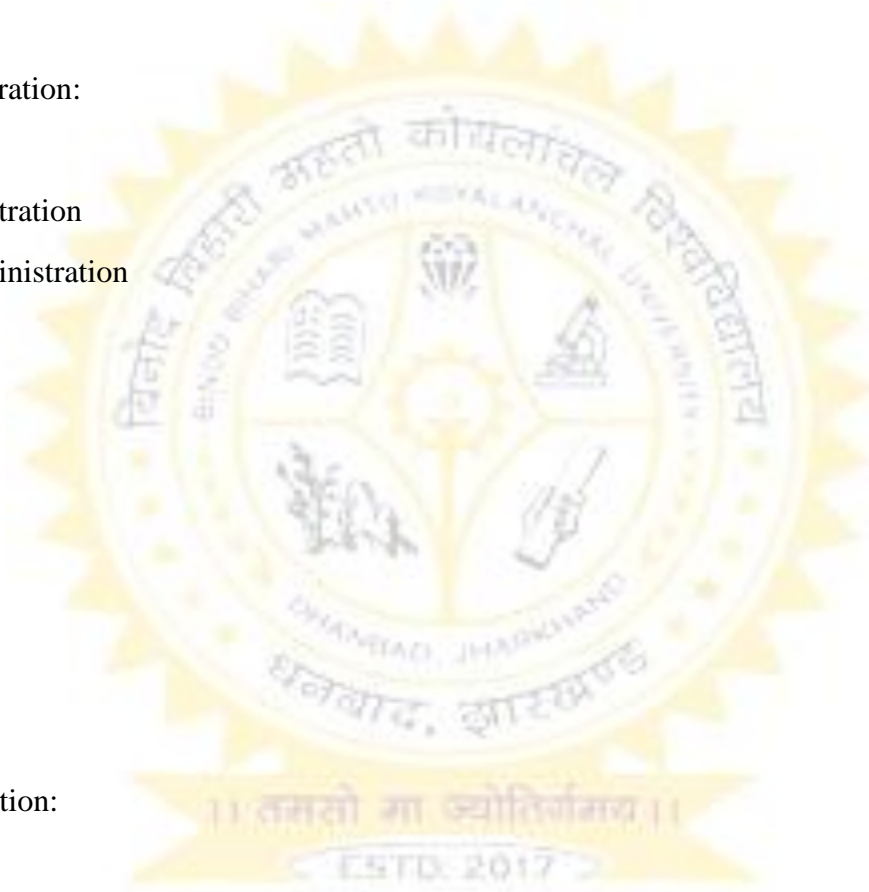 ration:
tration
inistration
बिनोद बिहारी महतो कोयलांचल विश्वविद्यालय
BINOD BIHARI MAHTO KOYALANCHAL UNIVERSITY
DHANBAD, JHARKHAND
धनबाद, झारखण्ड
tion:
।। तमसो मा ज्योतिर्गमय ।।
ESTD. 2017